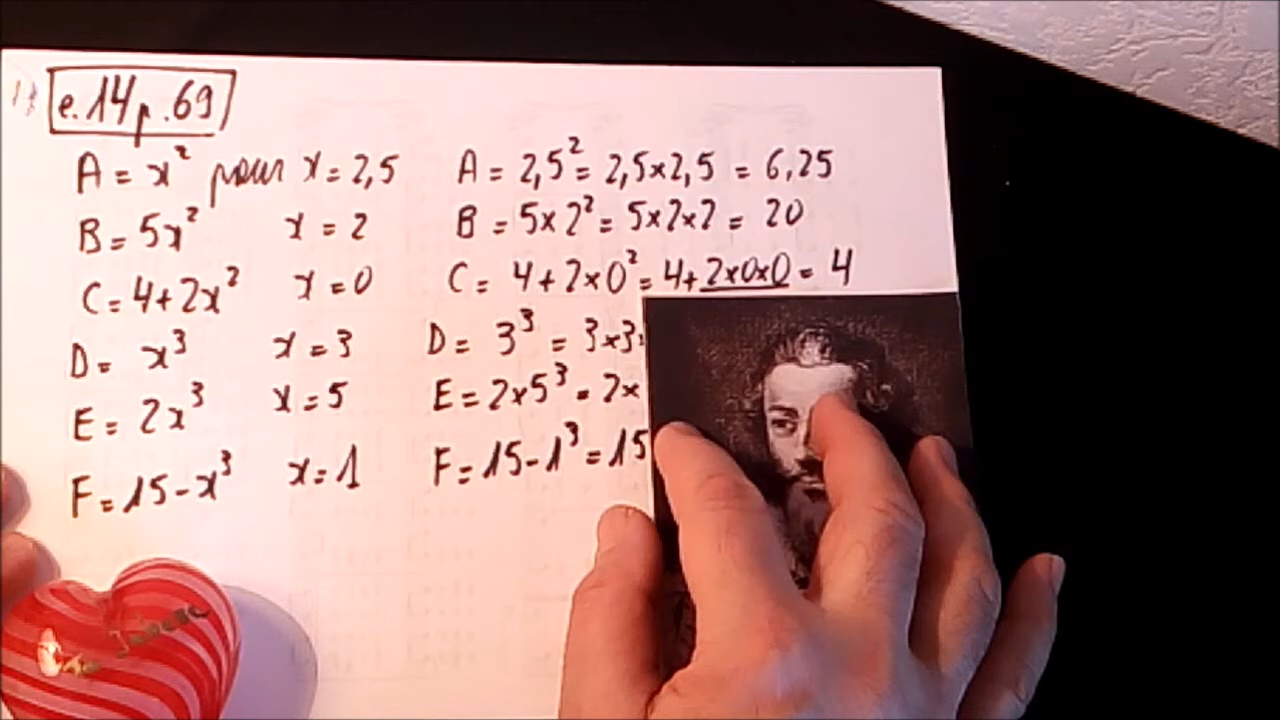 e.14 p.69
A = x² pour x = 2,5 A = 2,5² = 2,5×2,5 = 6,25
B = 5x² x = 2 B = 5×2² = 5×2×2 = 20
C = 4+2x² x = 0 C = 4+2×0² = 4+2×0×0 = 4
D = x³ x = 3 D = 3³ = 3×3
E = 2x³ x = 5 E = 2×5³ = 2×
F = 15-x³ x = 1 F = 15-1³ = 15